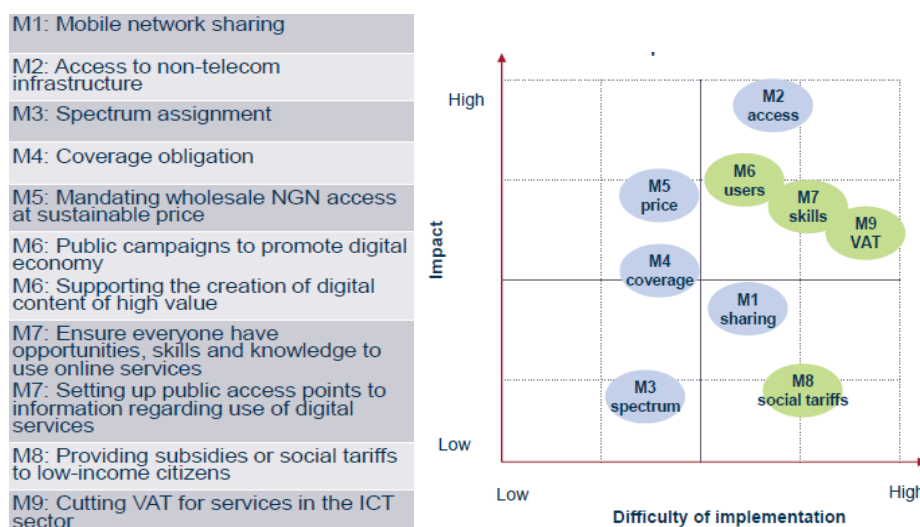 M1: Mobile network sharing
M2: Access to non-telecom
infrastructure
M3: Spectrum assignment
M4: Coverage obligation
M5: Mandating wholesale NGN access
at sustainable price
M6: Public campaigns to promote digital
economy
M6: Supporting the creation of digital
content of high value
M7: Ensure everyone have
opportunities, skills and knowledge to
use online services
M7: Setting up public access points to
information regarding use of digital
services
M8: Providing subsidies or social tariffs
to low-income citizens
M9: Cutting VAT for services in the ICT
sector
High
Impact
Low
M2
access
M6
users
M5
price
M7
skills
M9
VAT
M4
coverage
M1
sharing
M3
spectrum
M8
social tariffs
Low
High
Difficulty of implementation